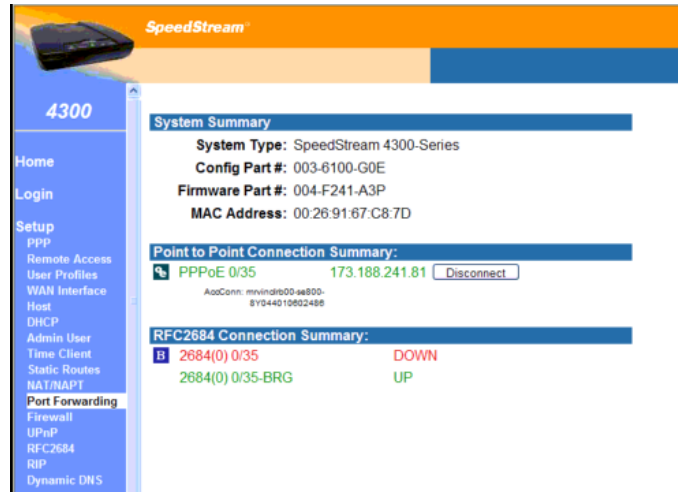 SpeedStream®
4300
Home
Login
Setup
PPP
Remote Access
User Profiles
WAN Interface
Host
DHCP
Admin User
Time Client
Static Routes
NAT/NAPT
Port Forwarding
Firewall
UPnP
RFC2684
RIP
Dynamic DNS
System Summary
System Type: SpeedStream 4300-Series
Config Part #: 003-6100-G0E
Firmware Part #: 004-F241-A3P
MAC Address: 00:26:91:67:C8:7D
Point to Point Connection Summary:
PPPoE 0/35 173.188.241.81 Disconnect
AccConn: mrvindrb00-se800-
8Y044010602486
RFC2684 Connection Summary:
B 2684(0) 0/35 DOWN
2684(0) 0/35-BRG UP